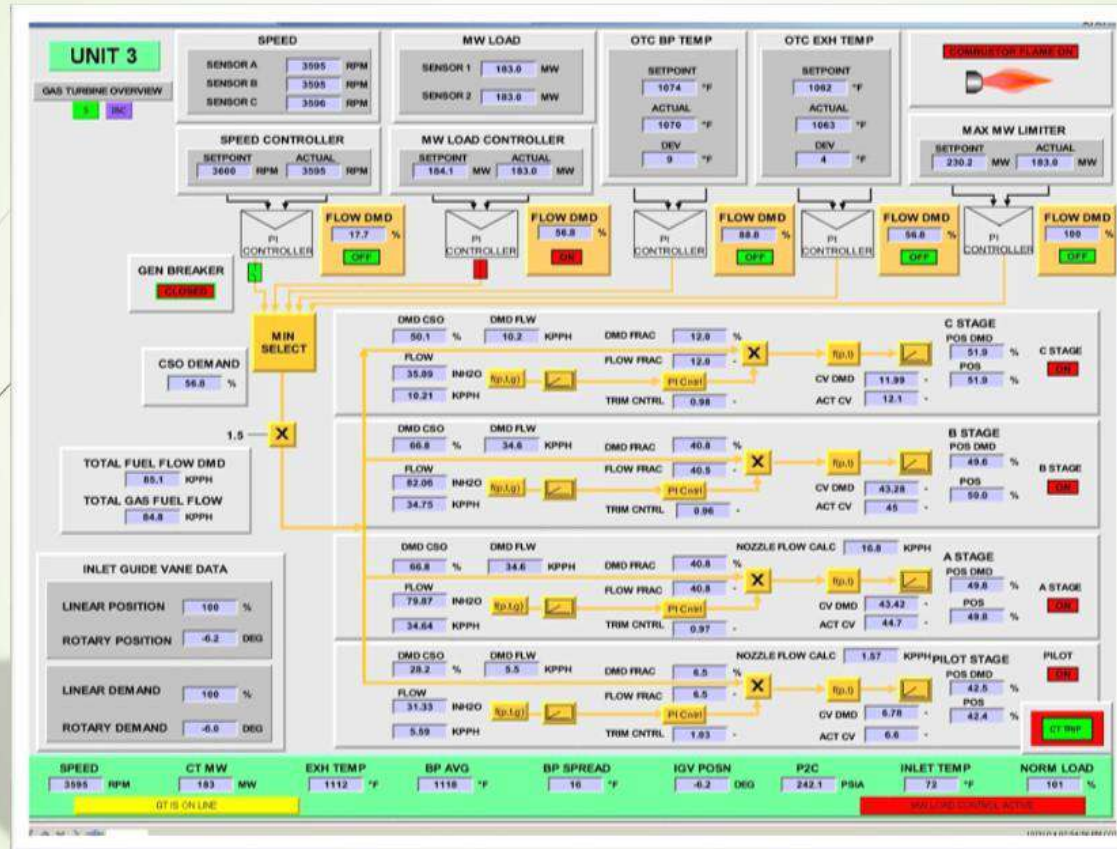 UNIT 3
GAS TURBINE OVERVIEW
SPEED
SENSOR A 3595 RPM
SENSOR B 3595 RPM
SENSOR C 3596 RPM
MW LOAD
SENSOR 1 183.0 MW
SENSOR 2 183.0 MW
OTC BP TEMP
SETPOINT
1074 °F
ACTUAL
1070 °F
DEV
9 °F
OTC EXH TEMP
SETPOINT
1062 °F
ACTUAL
1063 °F
DEV
4 °F
COMBUSTOR FLAME ON
SPEED CONTROLLER
SETPOINT ACTUAL
3600 RPM 3595 RPM
MW LOAD CONTROLLER
SETPOINT ACTUAL
184.1 MW 183.0 MW
MAX MW LIMITER
SETPOINT ACTUAL
230.2 MW 183.0 MW
PI CONTROLLER
FLOW DMD
17.7 %
OFF
PI CONTROLLER
FLOW DMD
56.8 %
ON
PI CONTROLLER
FLOW DMD
88.8 %
OFF
PI CONTROLLER
FLOW DMD
56.8 %
OFF
PI CONTROLLER
FLOW DMD
100 %
OFF
GEN BREAKER
CLOSED
MIN SELECT
CSO DEMAND
56.8 %
1.5 X
TOTAL FUEL FLOW DMD
85.1 KPPH
TOTAL GAS FUEL FLOW
84.8 KPPH
DMD CSO DMD FLW
50.1 % 10.2 KPPH
DMD FRAC 12.0 %
FLOW
35.09 INH2O
10.21 KPPH
f(p,t,g)
FLOW FRAC 12.0 -
PI Cntrl
TRIM CNTRL 0.98 -
X
f(p,t)
CV DMD 11.99 -
ACT CV 12.1 -
C STAGE
POS DMD
51.9 %
POS
51.9 %
C STAGE
ON
DMD CSO DMD FLW
66.8 % 34.6 KPPH
DMD FRAC 40.8 %
FLOW
82.06 INH2O
34.75 KPPH
f(p,t,g)
FLOW FRAC 40.5 -
PI Cntrl
TRIM CNTRL 0.96 -
X
f(p,t)
CV DMD 43.28 -
ACT CV 45 -
B STAGE
POS DMD
49.6 %
POS
50.0 %
B STAGE
ON
DMD CSO DMD FLW
66.8 % 34.6 KPPH
DMD FRAC 40.8 %
NOZZLE FLOW CALC 16.8 KPPH
FLOW
79.87 INH2O
34.64 KPPH
f(p,t,g)
FLOW FRAC 40.8 -
PI Cntrl
TRIM CNTRL 0.97 -
X
f(p,t)
CV DMD 43.42 -
ACT CV 44.7 -
A STAGE
POS DMD
49.8 %
POS
49.8 %
A STAGE
ON
DMD CSO DMD FLW
28.2 % 5.5 KPPH
DMD FRAC 6.5 %
NOZZLE FLOW CALC 1.57 KPPH
FLOW
31.33 INH2O
5.59 KPPH
f(p,t,g)
FLOW FRAC 6.5 -
PI Cntrl
TRIM CNTRL 1.03 -
X
f(p,t)
CV DMD 6.78 -
ACT CV 6.6 -
PILOT STAGE
POS DMD
42.5 %
POS
42.4 %
PILOT
ON
INLET GUIDE VANE DATA
LINEAR POSITION 100 %
ROTARY POSITION -6.2 DEG
LINEAR DEMAND 100 %
ROTARY DEMAND -6.0 DEG
SPEED CT MW EXH TEMP BP AVG BP SPREAD IGV POSN P2C INLET TEMP NORM LOAD
3595 RPM 183 MW 1112 °F 1118 °F 16 °F -6.2 DEG 242.1 PSIA 72 °F 101 %
GT IS ON LINE
MW LOAD CONTROL ACTIVE